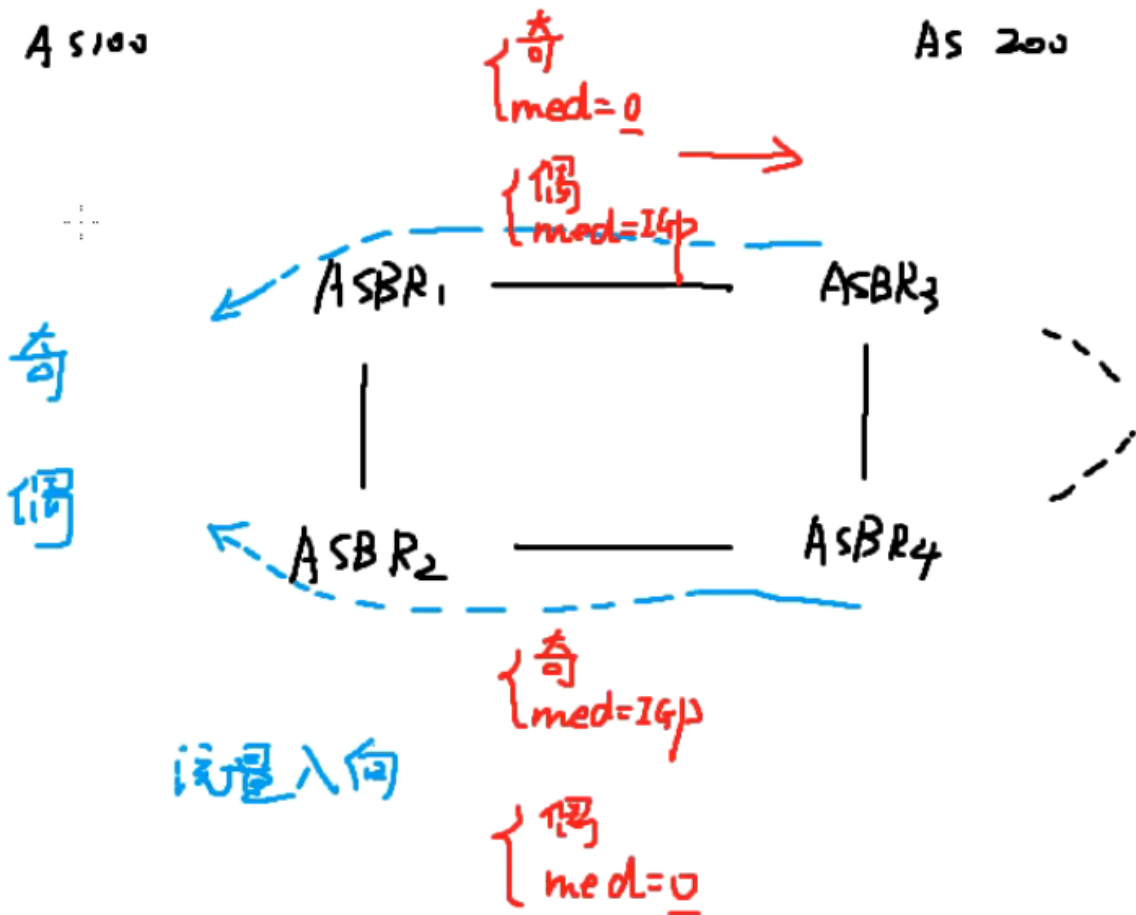 AS100
AS 200
奇
med=0
偶
med=IGP
ASBR1
ASBR3
奇
偶
ASBR2
ASBR4
奇
med=IGP
流量入向
偶
med=0